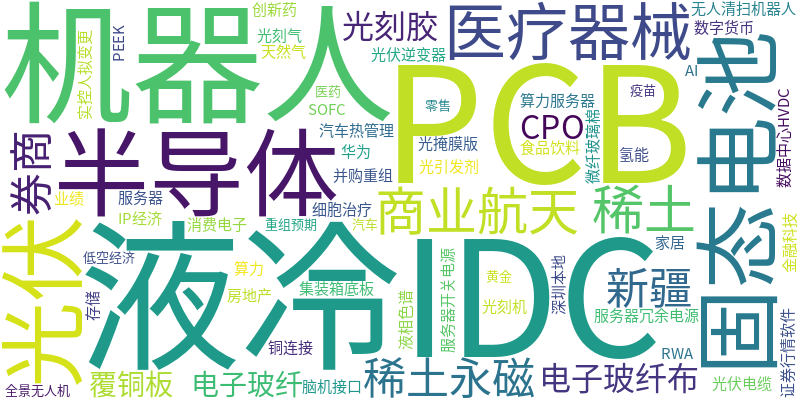 机器人
创新药
光刻气
天然气
PEEK
实控人拟变更
光刻胶
光伏逆变器
医疗器械
无人清扫机器人
数字货币
AI
医药
SOFC
零售
算力服务器
疫苗
PCB
固态电池
券商
半导体
汽车热管理
华为
并购重组
光掩膜版
光引发剂
CPO
食品饮料
微纤玻璃棉
氢能
数据中心HVDC
业绩
服务器
IP经济
消费电子
细胞治疗
重组预期
汽车
商业航天
稀土
光伏
液冷IDC
低空经济
存储
算力
房地产
集装箱底板
铜连接
液相色谱
服务器开关电源
黄金
光刻机
深圳本地
家居
新疆
服务器冗余电源
RWA
金融科技
证券行情软件
全景无人机
覆铜板
电子玻纤
脑机接口
稀土永磁
电子玻纤布
光伏电缆